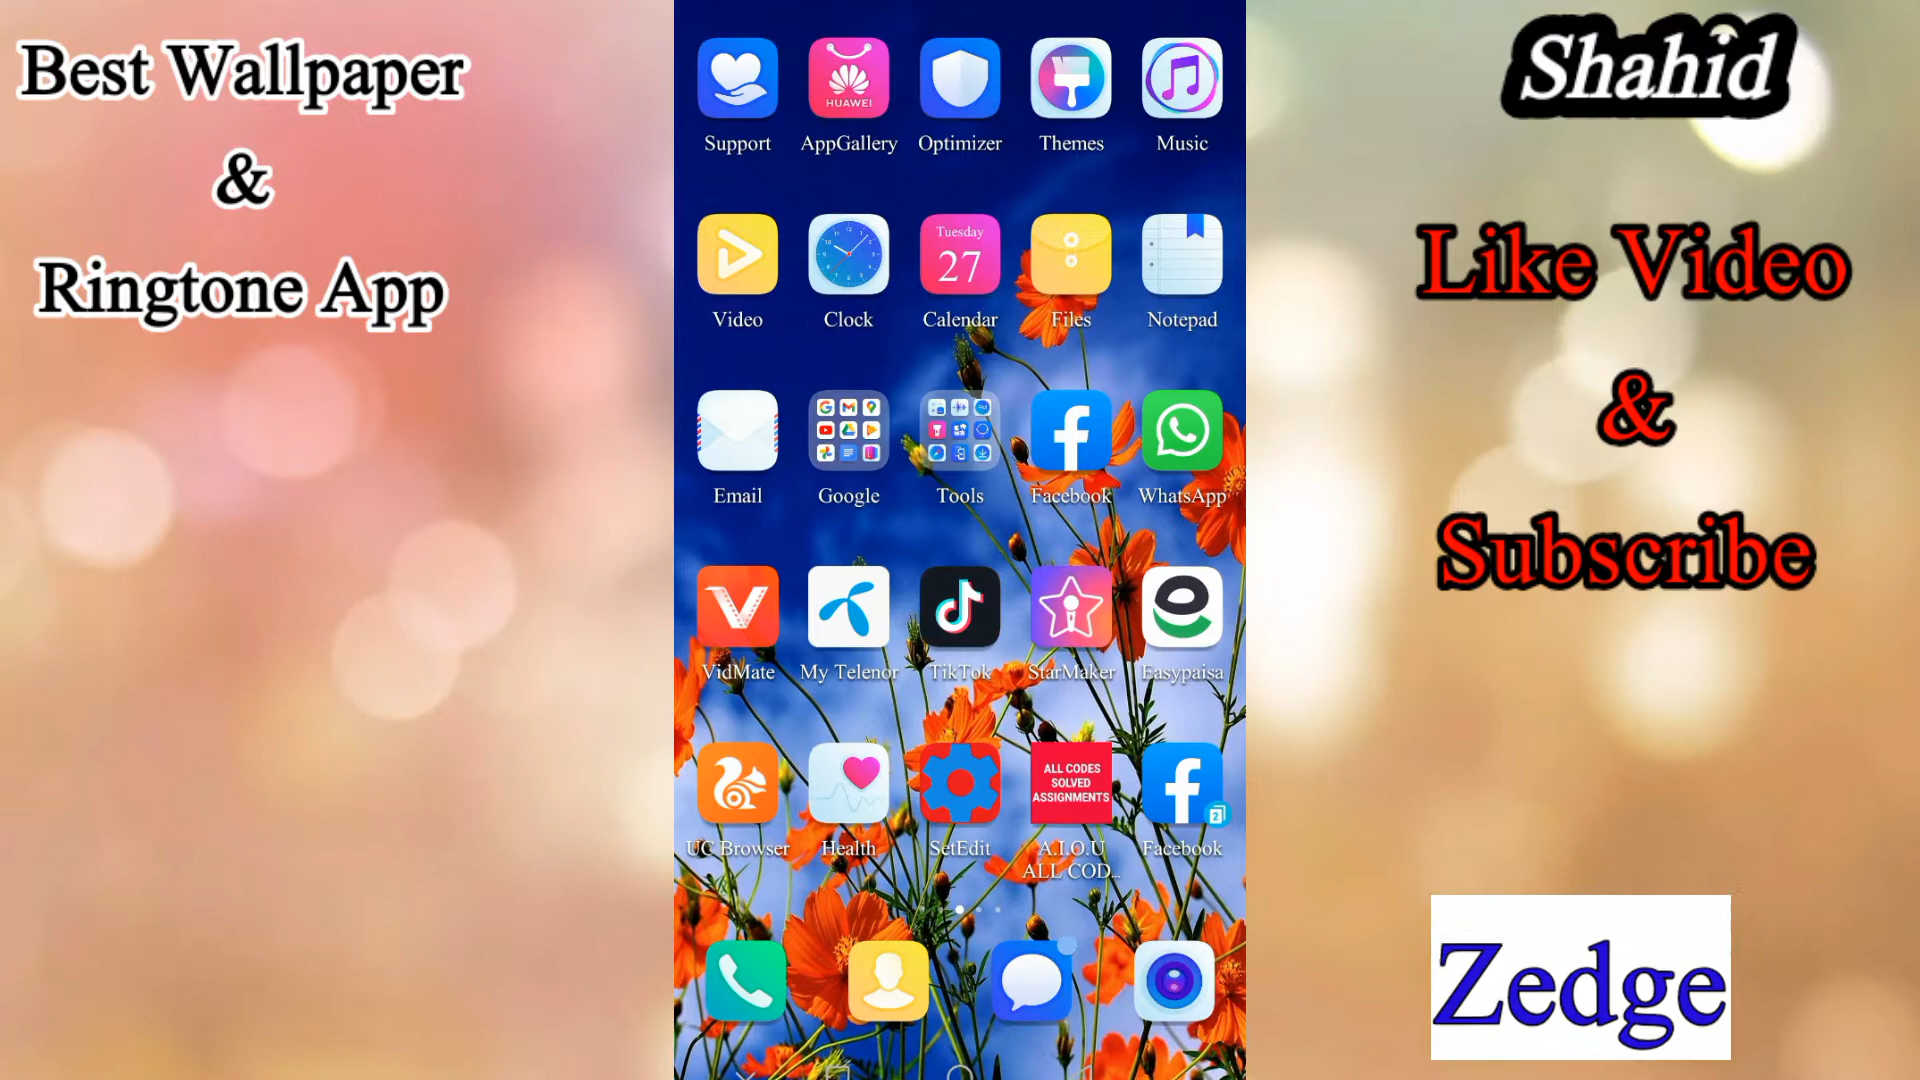 Best Wallpaper
&
Ringtone App
HUAWEI
Support AppGallery Optimizer Themes Music
Tuesday
27
Video Clock Calendar Files Notepad
Email Google Tools Facebook WhatsApp
VidMate My Telenor TikTok StarMaker Easypaisa
ALL CODES
SOLVED
ASSIGNMENTS
2
UC Browser Health SetEdit A.I.O.U
ALL COD... Facebook
Shahid
Like Video
&
Subscribe
Zedge